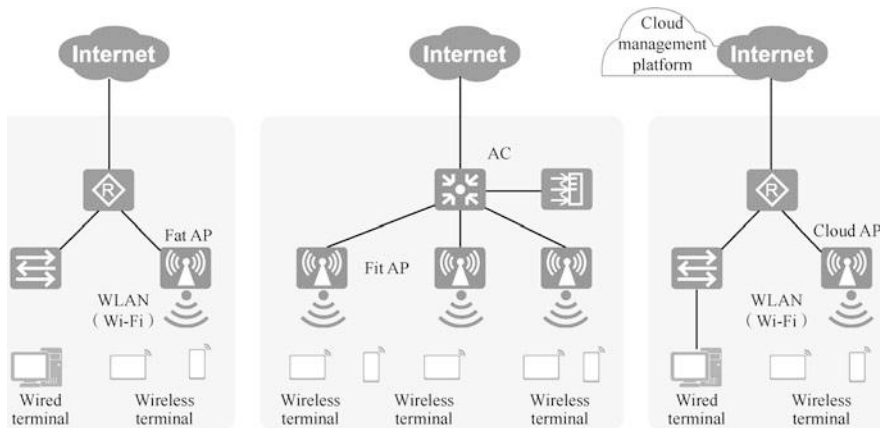 Internet
R
Fat AP
WLAN
( Wi-Fi )
Wired
terminal
Wireless
terminal
Internet
AC
Fit AP
Wireless
terminal
Wireless
terminal
Wireless
terminal
Cloud
management
platform
Internet
R
Cloud AP
WLAN
( Wi-Fi )
Wired
terminal
Wireless
terminal